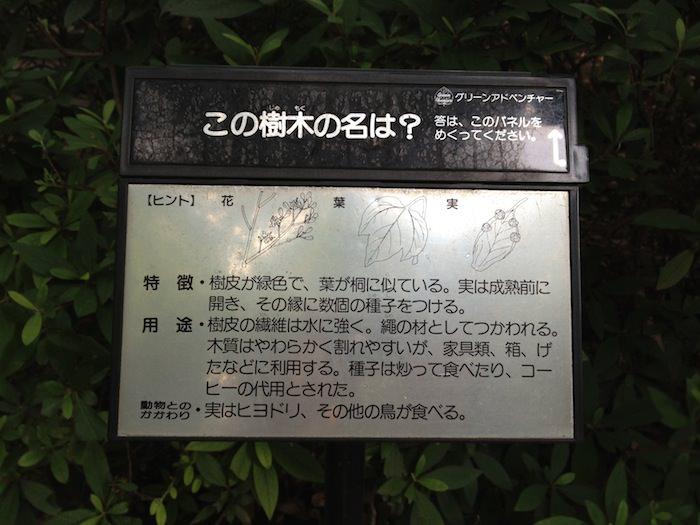 グリーンアドベンチャー
この樹木の名は？
じゅ もく
答は、このパネルを
めくってください。
【ヒント】 花 葉 実
特 徴・樹皮が緑色で、葉が桐に似ている。実は成熟前に
開き、その縁に数個の種子をつける。
用 途・樹皮の繊維は水に強く。縄の材としてつかわれる。
木質はやわらかく割れやすいが、家具類、箱、げ
たなどに利用する。種子は炒って食べたり、コー
ヒーの代用とされた。
動物との
かかわり・実はヒヨドリ、その他の鳥が食べる。